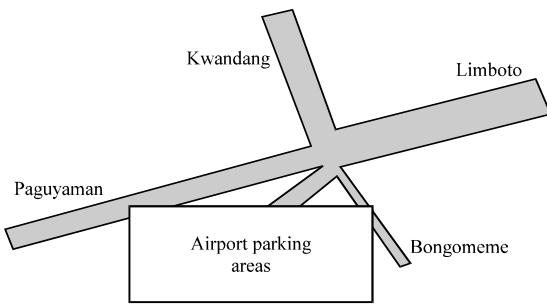 Kwandang
Limboto
Paguyaman
Airport parking
areas
Bongomeme